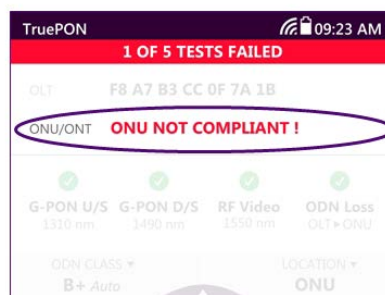 TruePON 09:23 AM
1 OF 5 TESTS FAILED
OLT F8 A7 B3 CC 0F 7A 1B
ONU/ONT ONU NOT COMPLIANT !
G-PON U/S G-PON D/S RF Video ODN Loss
1310 nm 1490 nm 1550 nm OLT ▸ ONU
ODN CLASS ▾ LOCATION ▾
B+ Auto ONU